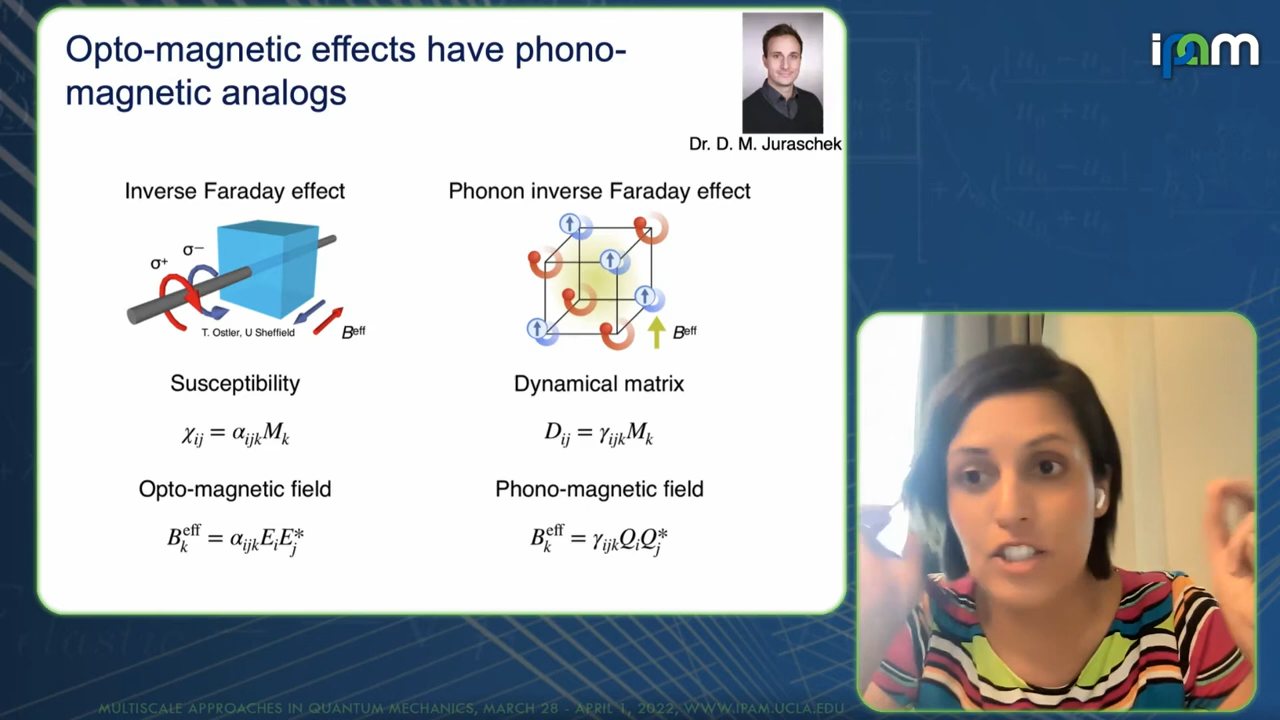 Opto-magnetic effects have phono-
magnetic analogs
ipam
Dr. D. M. Juraschek
Inverse Faraday effect
Phonon inverse Faraday effect
σ⁺
σ⁻
T. Ostler, U Sheffield
Bᵉᶠᶠ
Bᵉᶠᶠ
Susceptibility
Dynamical matrix
χᵢⱼ = αᵢⱼₖMₖ
Dᵢⱼ = γᵢⱼₖMₖ
Opto-magnetic field
Phono-magnetic field
Bₖᵉᶠᶠ = αᵢⱼₖEᵢEⱼ*
Bₖᵉᶠᶠ = γᵢⱼₖQᵢQⱼ*
MULTISCALE APPROACHES IN QUANTUM MECHANICS, MARCH 28 - APRIL 1, 2022, WWW.IPAM.UCLA.EDU